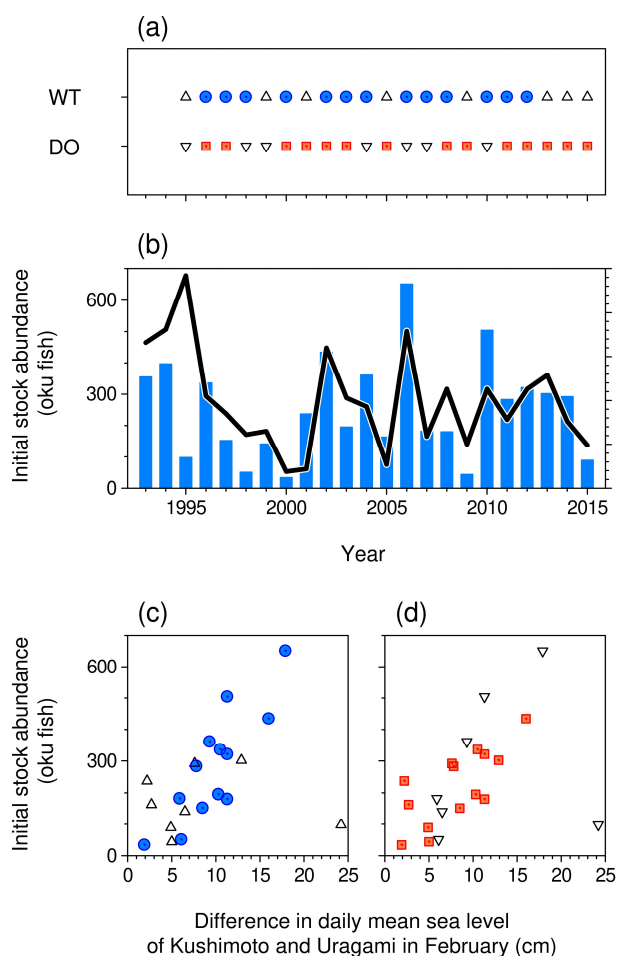 (a)
WT
DO
(b)
Initial stock abundance
(oku fish)
600
300
0
1995 2000 2005 2010 2015
Year
(c) (d)
Initial stock abundance
(oku fish)
600
300
0
0 5 10 15 20 25 0 5 10 15 20 25
Difference in daily mean sea level
of Kushimoto and Uragami in February (cm)